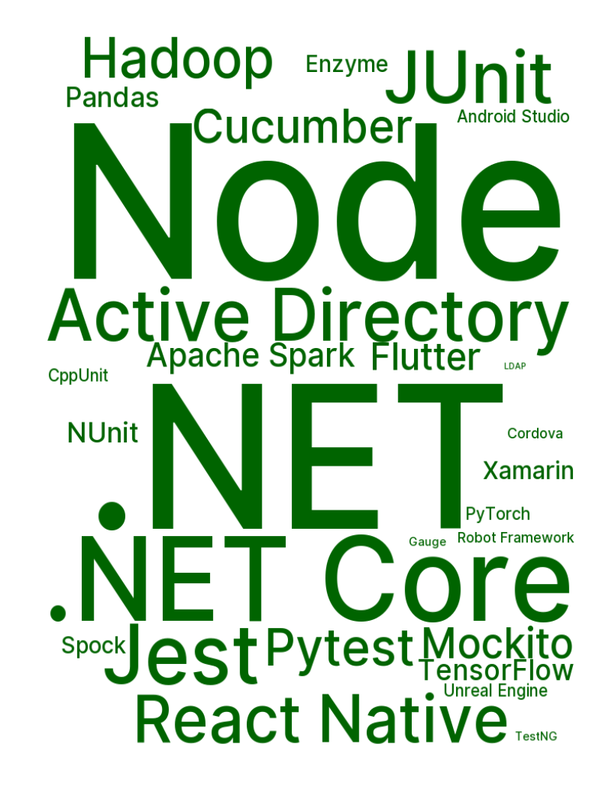 Hadoop
Enzyme
JUnit
Pandas
Android Studio
Cucumber
Node
Active Directory
Apache Spark
Flutter
LDAP
CppUnit
.NET
NUnit
Cordova
Xamarin
PyTorch
Robot Framework
Gauge
.NET Core
Spock
Jest
Pytest
Mockito
TensorFlow
Unreal Engine
React Native
TestNG